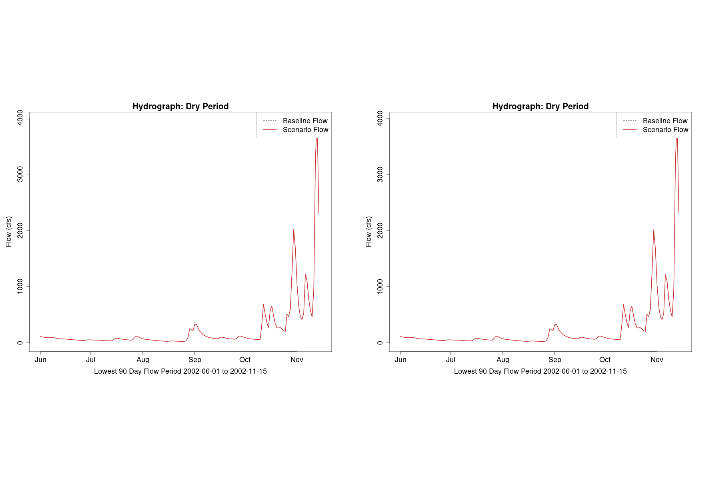 Hydrograph: Dry Period
Baseline Flow
Scenario Flow
Flow (cfs)
4000
3000
2000
1000
0
Jun Jul Aug Sep Oct Nov
Lowest 90 Day Flow Period 2002-06-01 to 2002-11-15
Hydrograph: Dry Period
Baseline Flow
Scenario Flow
Flow (cfs)
4000
3000
2000
1000
0
Jun Jul Aug Sep Oct Nov
Lowest 90 Day Flow Period 2002-06-01 to 2002-11-15